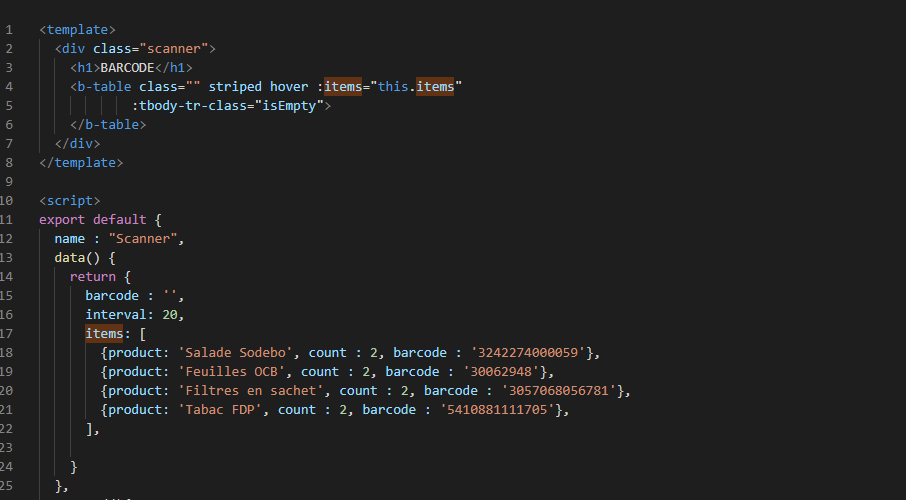 1 <template>
2 <div class="scanner">
3 <h1>BARCODE</h1>
4 <b-table class="" striped hover :items="this.items"
5 :tbody-tr-class="isEmpty">
6 </b-table>
7 </div>
8 </template>
9
10 <script>
11 export default {
12 name : "Scanner",
13 data() {
14 return {
15 barcode : '',
16 interval: 20,
17 items: [
18 {product: 'Salade Sodebo', count : 2, barcode : '3242274000059'},
19 {product: 'Feuilles OCB', count : 2, barcode : '30062948'},
20 {product: 'Filtres en sachet', count : 2, barcode : '3057068056781'},
21 {product: 'Tabac FDP', count : 2, barcode : '5410881111705'},
22 ],
23
24 }
25 },